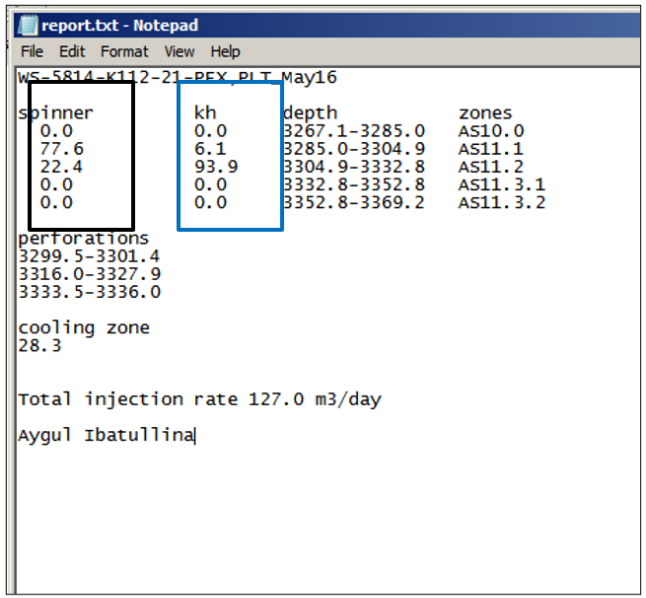 report.txt - Notepad
File Edit Format View Help
WS-5814-K112-21-PFX,PLT_May16
spinner kh depth zones
0.0 0.0 3267.1-3285.0 AS10.0
77.6 6.1 3285.0-3304.9 AS11.1
22.4 93.9 3304.9-3332.8 AS11.2
0.0 0.0 3332.8-3352.8 AS11.3.1
0.0 0.0 3352.8-3369.2 AS11.3.2
perforations
3299.5-3301.4
3316.0-3327.9
3333.5-3336.0
cooling zone
28.3
Total injection rate 127.0 m3/day
Aygul Ibatullina